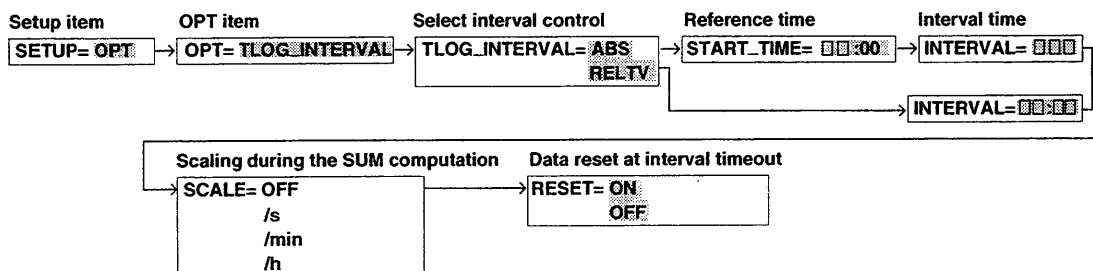 Setup item
OPT item
Select interval control
Reference time
Interval time
SETUP= OPT
OPT= TLOG_INTERVAL
TLOG_INTERVAL= ABS
RELTV
START_TIME= □□:00
INTERVAL= □□□
INTERVAL=□□:□□
Scaling during the SUM computation
Data reset at interval timeout
SCALE= OFF
/s
/min
/h
RESET= ON
OFF